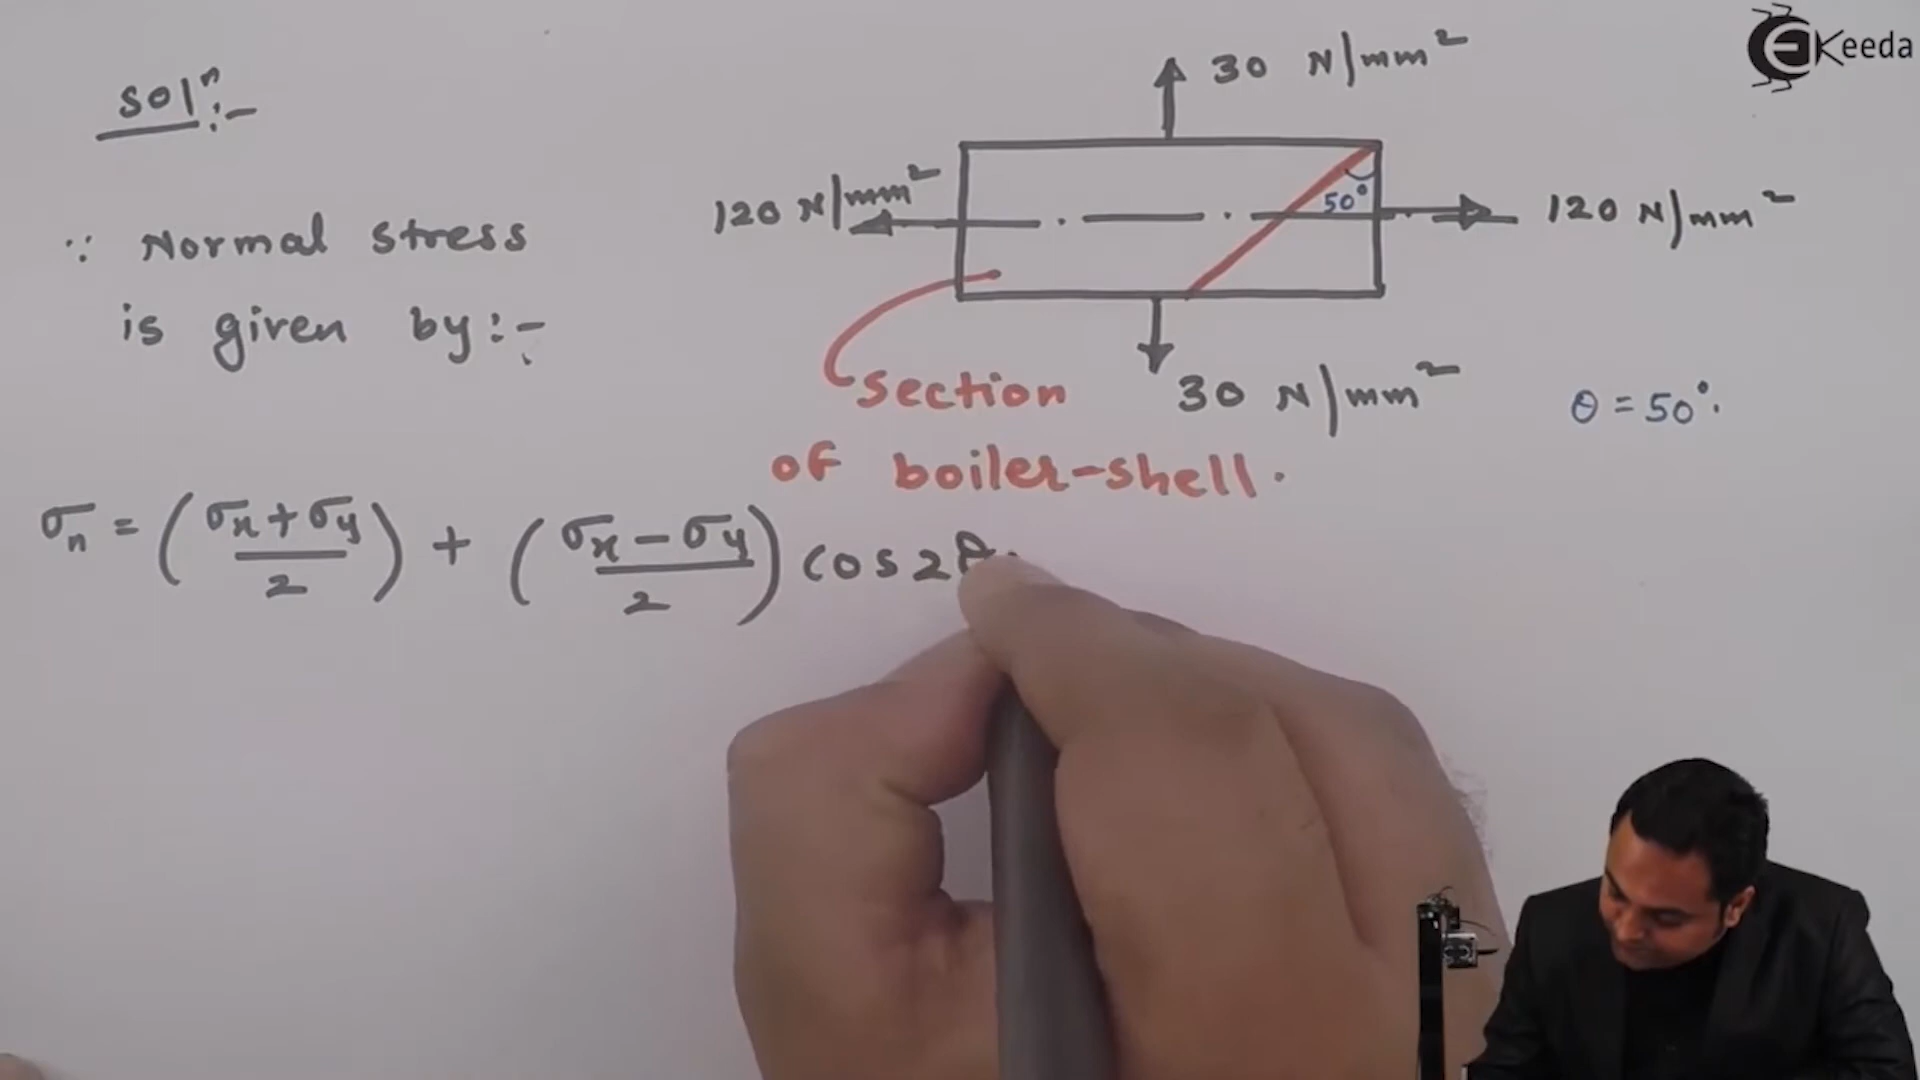 EKeeda
Solⁿ:-
30 N/mm²
120 N/mm²
50°
120 N/mm²
∵ Normal stress
is given by:-
30 N/mm²
θ = 50°.
section
of boiler-shell.
σn = (σx + σy / 2) + (σx - σy / 2) cos 2θ